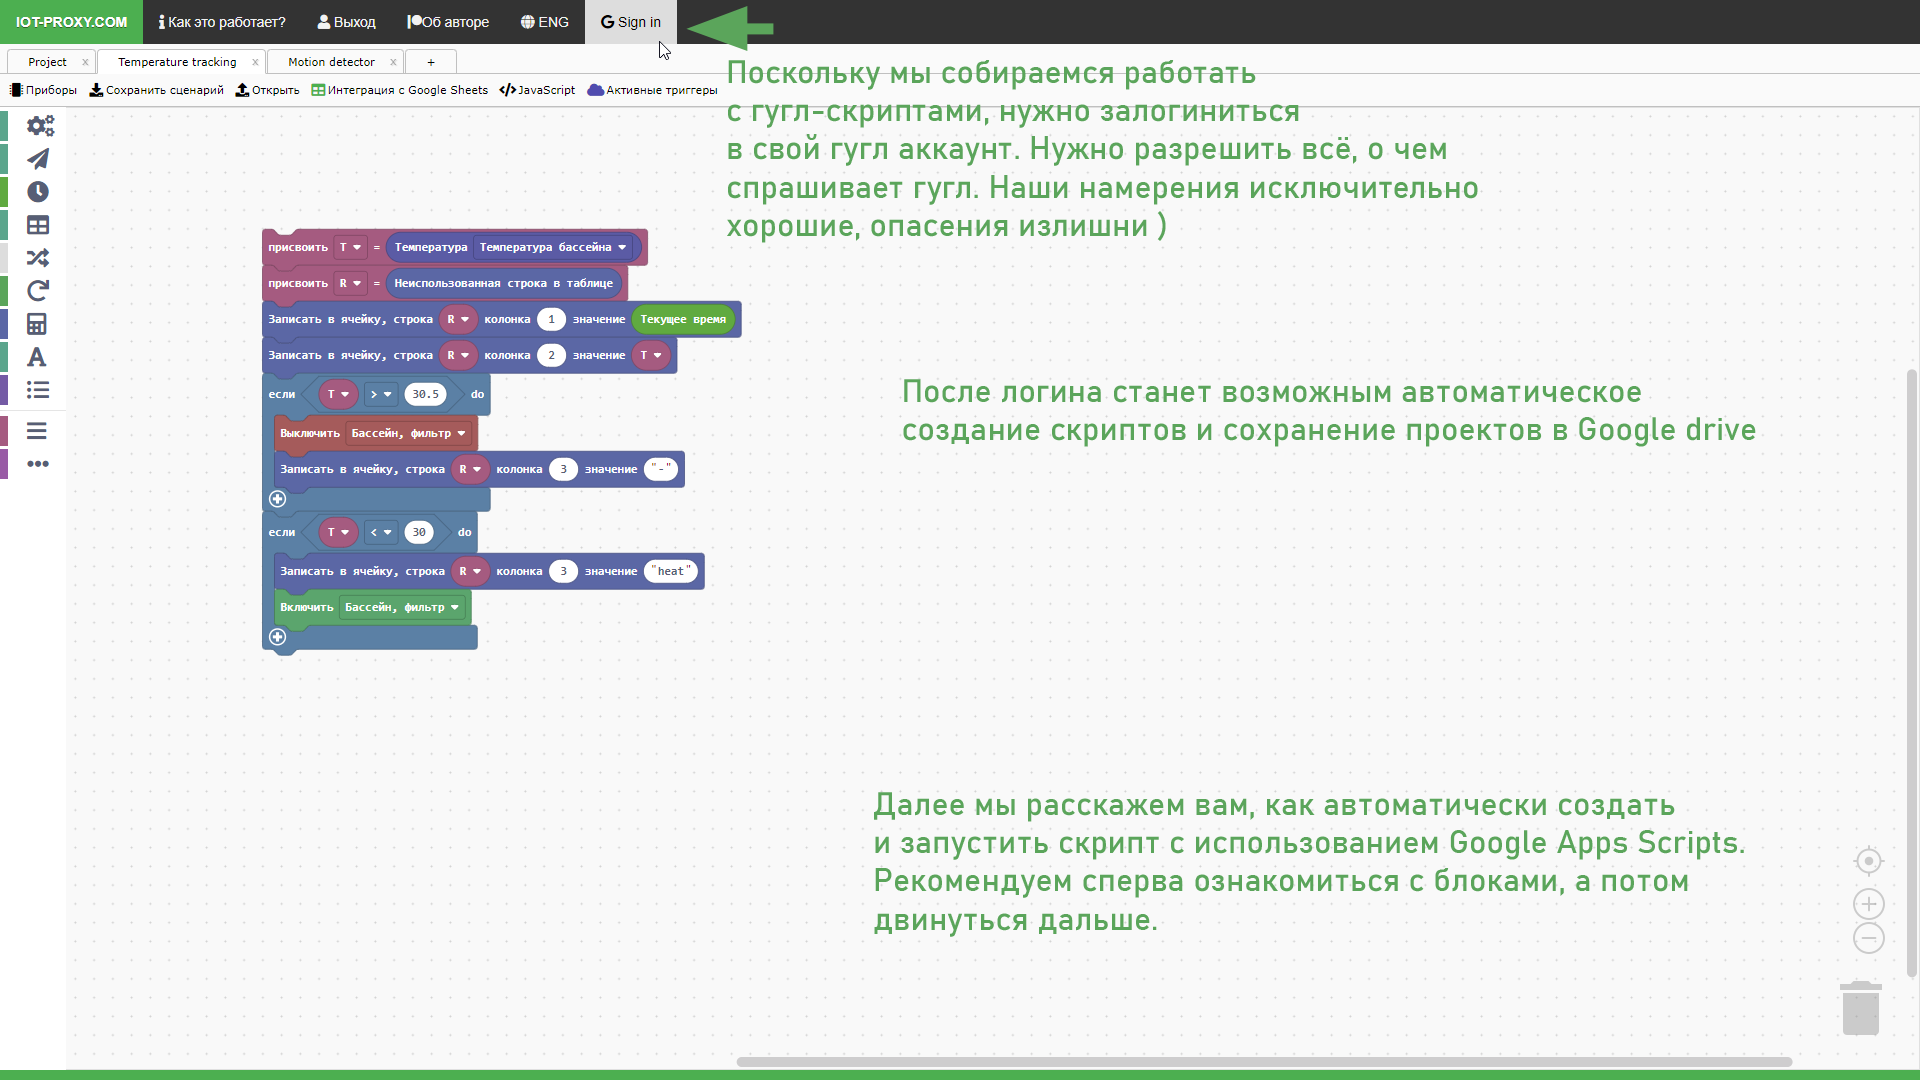 IOT-PROXY.COM Как это работает? Выход Об авторе ENG Sign in
Project x Temperature tracking x Motion detector x +
Приборы Сохранить сценарий Открыть Интеграция с Google Sheets JavaScript Активные триггеры
Поскольку мы собираемся работать
с гугл-скриптами, нужно залогиниться
в свой гугл аккаунт. Нужно разрешить всё, о чем
спрашивает гугл. Наши намерения исключительно
хорошие, опасения излишни )
присвоить T = Температура Температура бассейна
присвоить R = Неиспользованная строка в таблице
Записать в ячейку, строка R колонка 1 значение Текущее время
Записать в ячейку, строка R колонка 2 значение T
если T > 30.5 do
Выключить Бассейн, фильтр
Записать в ячейку, строка R колонка 3 значение "-"
если T < 30 do
Записать в ячейку, строка R колонка 3 значение "heat"
Включить Бассейн, фильтр
После логина станет возможным автоматическое
создание скриптов и сохранение проектов в Google drive
Далее мы расскажем вам, как автоматически создать
и запустить скрипт с использованием Google Apps Scripts.
Рекомендуем сперва ознакомиться с блоками, а потом
двинуться дальше.